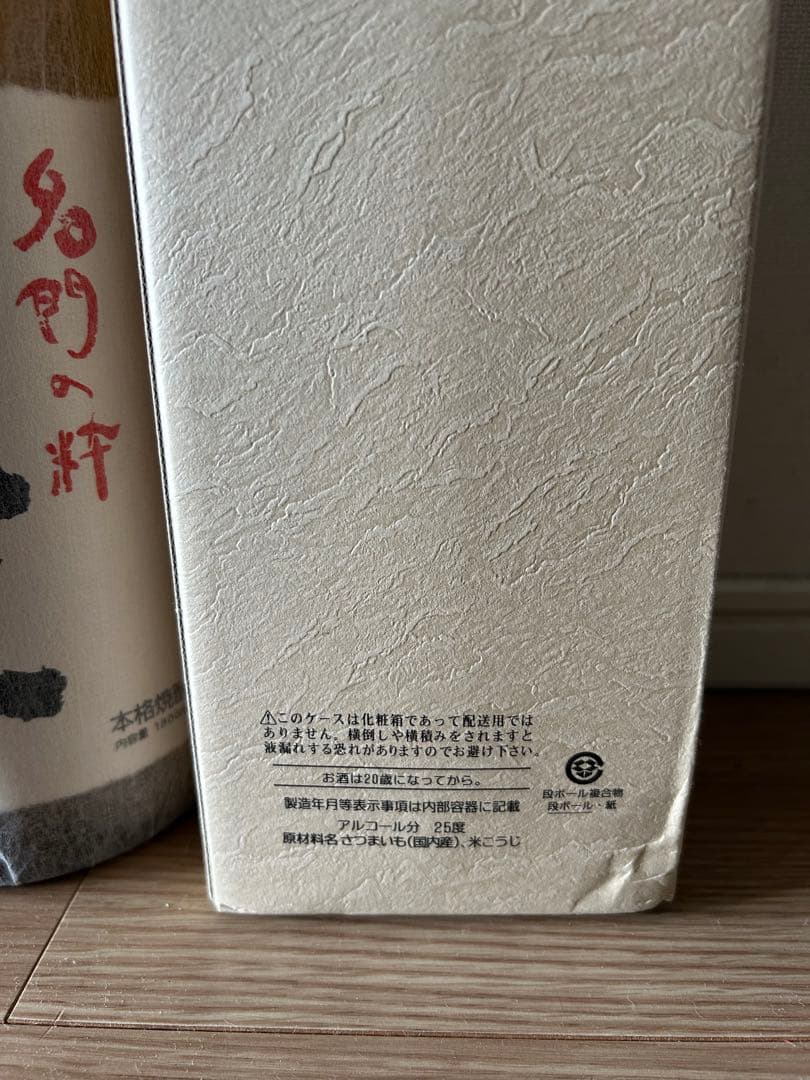 名門の粋
本格焼酎
内容量 1800
⚠このケースは化粧箱であって配送用では
ありません。横倒しや横積みをされますと
液漏れする恐れがありますのでお避け下さい。
お酒は20歳になってから。
製造年月等表示事項は内部容器に記載
アルコール分 25度
原材料名 さつまいも(国内産)、米こうじ
段ボール複合物
段ボール・紙